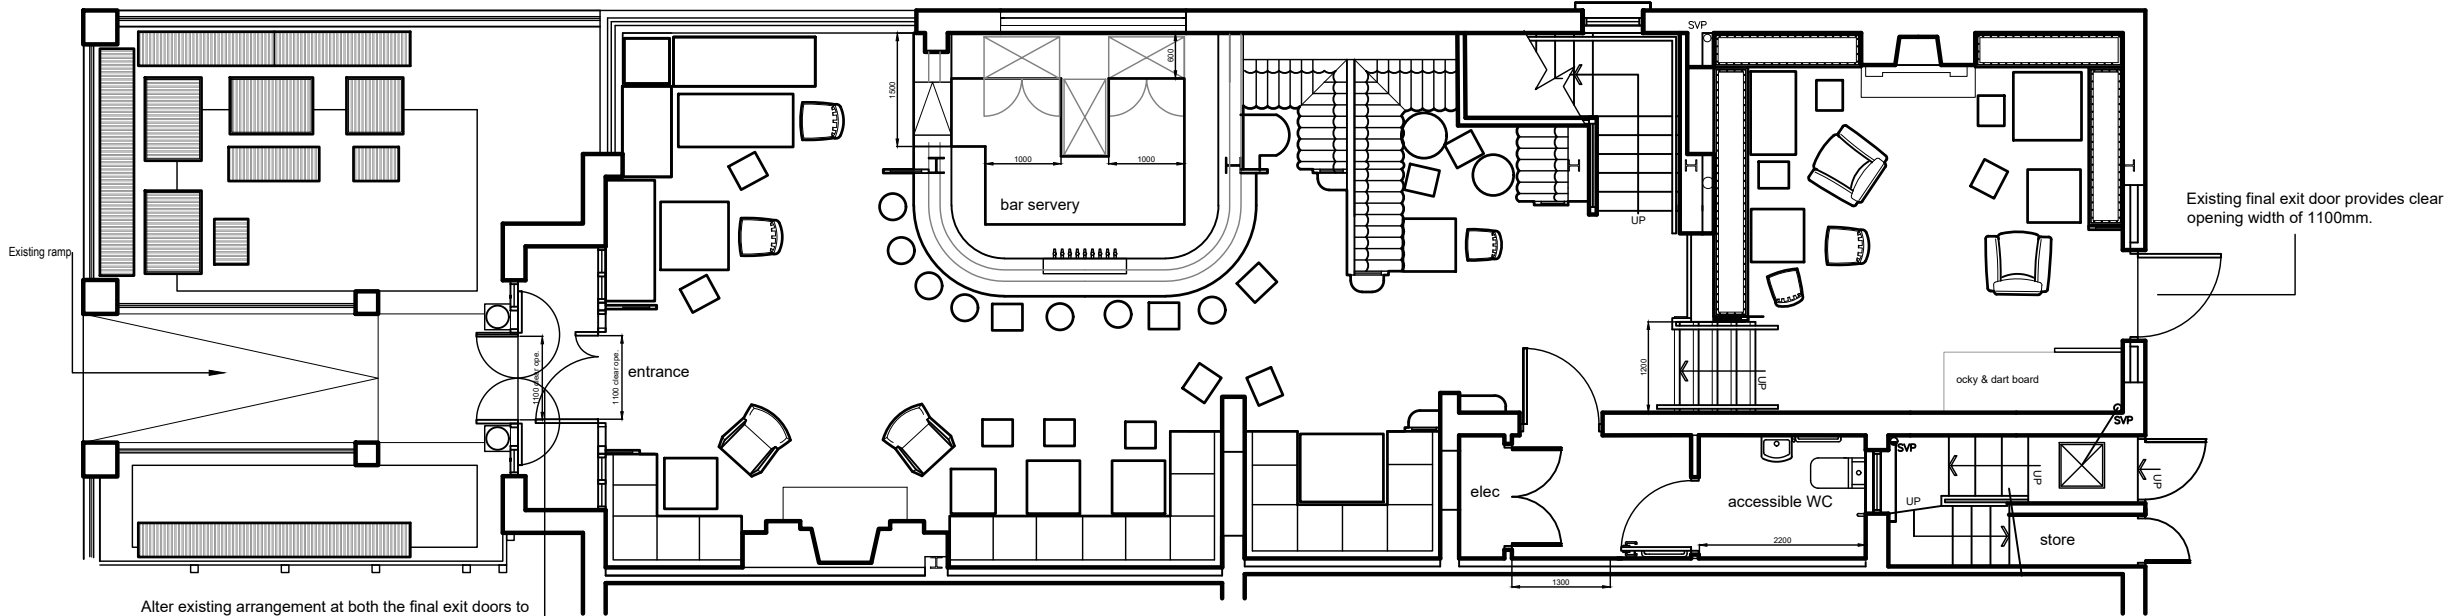 SVP
600
1500
1000
1000
bar servery
UP
Existing final exit door provides clear
opening width of 1100mm.
Existing ramp
1100 clear ope.
1100 clear ope.
entrance
1200
UP
ocky & dart board
SVP
SVP
elec
accessible WC
UP
UP
UP
2200
store
1300
Alter existing arrangement at both the final exit doors to